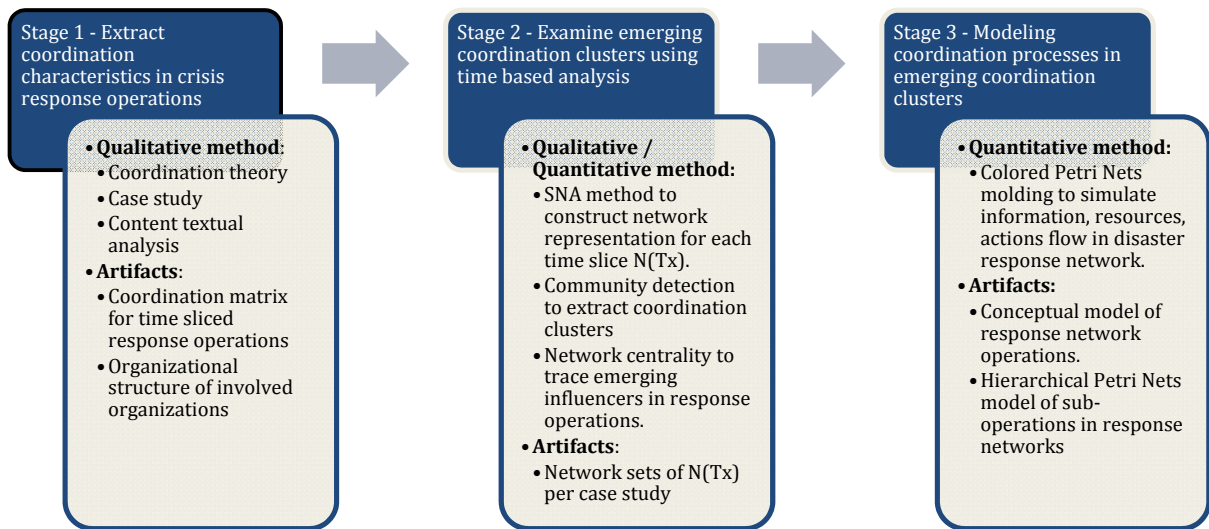 Stage 1 - Extract
coordination
characteristics in crisis
response operations
• Qualitative method:
• Coordination theory
• Case study
• Content textual
analysis
• Artifacts:
• Coordination matrix
for time sliced
response operations
• Organizational
structure of involved
organizations
Stage 2 - Examine emerging
coordination clusters using
time based analysis
• Qualitative /
Quantitative method:
• SNA method to
construct network
representation for each
time slice N(Tx).
• Community detection
to extract coordination
clusters
• Network centrality to
trace emerging
influencers in response
operations.
• Artifacts:
• Network sets of N(Tx)
per case study
Stage 3 - Modeling
coordination processes in
emerging coordination
clusters
• Quantitative method:
• Colored Petri Nets
molding to simulate
information, resources,
actions flow in disaster
response network.
• Artifacts:
• Conceptual model of
response network
operations.
• Hierarchical Petri Nets
model of sub-
operations in response
networks